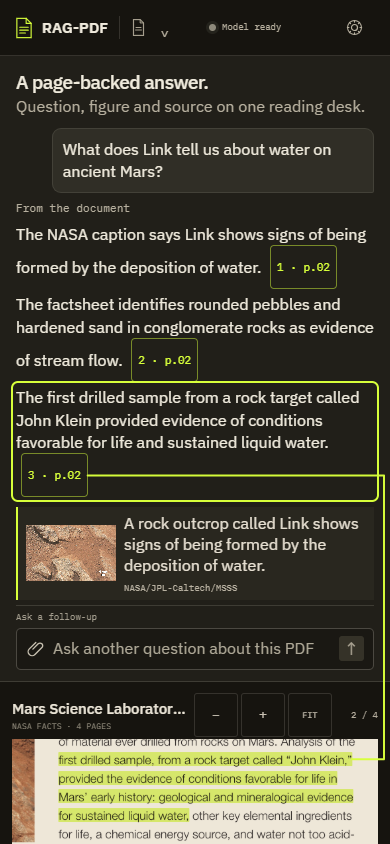 RAG-PDF
Model ready
A page-backed answer.
Question, figure and source on one reading desk.
What does Link tell us about water on
ancient Mars?
From the document
The NASA caption says Link shows signs of being
formed by the deposition of water. 1 · p.02
The factsheet identifies rounded pebbles and
hardened sand in conglomerate rocks as evidence
of stream flow. 2 · p.02
The first drilled sample from a rock target called
John Klein provided evidence of conditions
favorable for life and sustained liquid water.
3 · p.02
A rock outcrop called Link shows
signs of being formed by the
deposition of water.
NASA/JPL-Caltech/MSSS
Ask a follow-up
Ask another question about this PDF
Mars Science Laborator...
NASA FACTS · 4 PAGES
− + FIT 2 / 4
of material ever drilled from rocks on Mars. Analysis of the
first drilled sample, from a rock target called “John Klein,”
provided the evidence of conditions favorable for life in
Mars’ early history: geological and mineralogical evidence
for sustained liquid water, other key elemental ingredients
for life, a chemical energy source, and water not too acid-